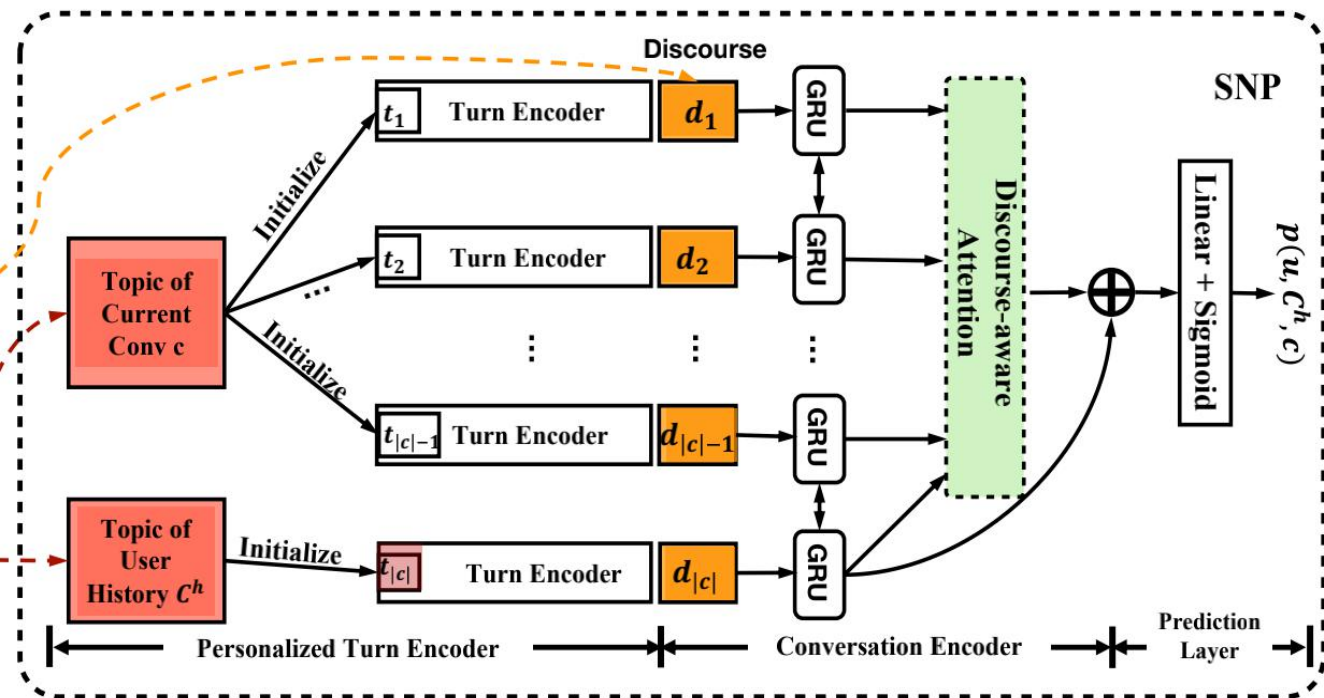 Discourse
SNP
t₁ Turn Encoder d₁ GRU
Initialize
t₂ Turn Encoder d₂ GRU
...
Topic of
Current
Conv c
Initialize
⋮ ⋮ ⋮
t|c|−1 Turn Encoder d|c|−1 GRU
Topic of
User
History Cʰ
Initialize
t|c| Turn Encoder d|c| GRU
Discourse-aware
Attention
Linear + Sigmoid
p(u, Cʰ, c)
Personalized Turn Encoder
Conversation Encoder
Prediction
Layer